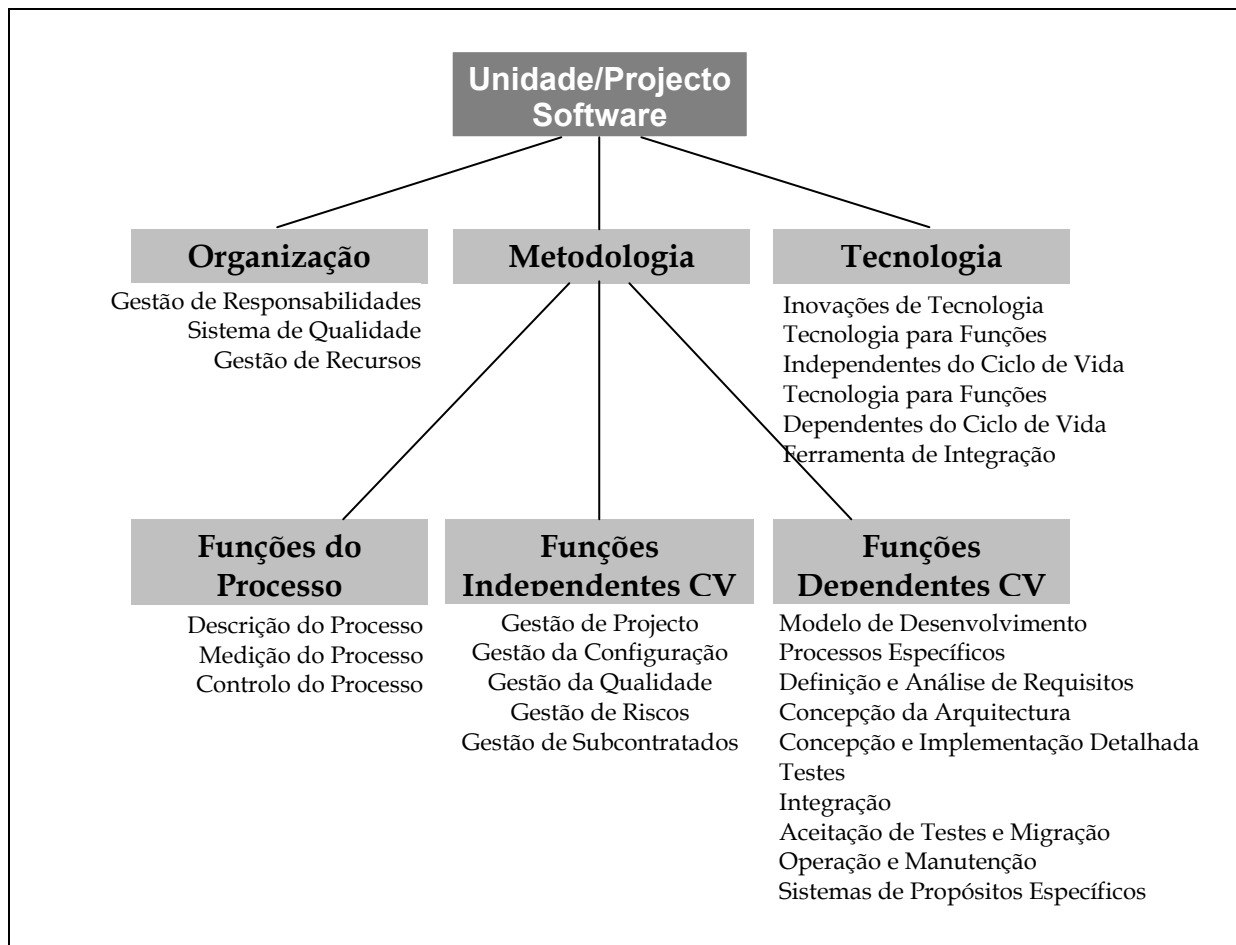 Unidade/Projecto
Software
Organização
Gestão de Responsabilidades
Sistema de Qualidade
Gestão de Recursos
Metodologia
Tecnologia
Inovações de Tecnologia
Tecnologia para Funções
Independentes do Ciclo de Vida
Tecnologia para Funções
Dependentes do Ciclo de Vida
Ferramenta de Integração
Funções do
Processo
Descrição do Processo
Medição do Processo
Controlo do Processo
Funções
Independentes CV
Gestão de Projecto
Gestão da Configuração
Gestão da Qualidade
Gestão de Riscos
Gestão de Subcontratados
Funções
Dependentes CV
Modelo de Desenvolvimento
Processos Específicos
Definição e Análise de Requisitos
Concepção da Arquitectura
Concepção e Implementação Detalhada
Testes
Integração
Aceitação de Testes e Migração
Operação e Manutenção
Sistemas de Propósitos Específicos